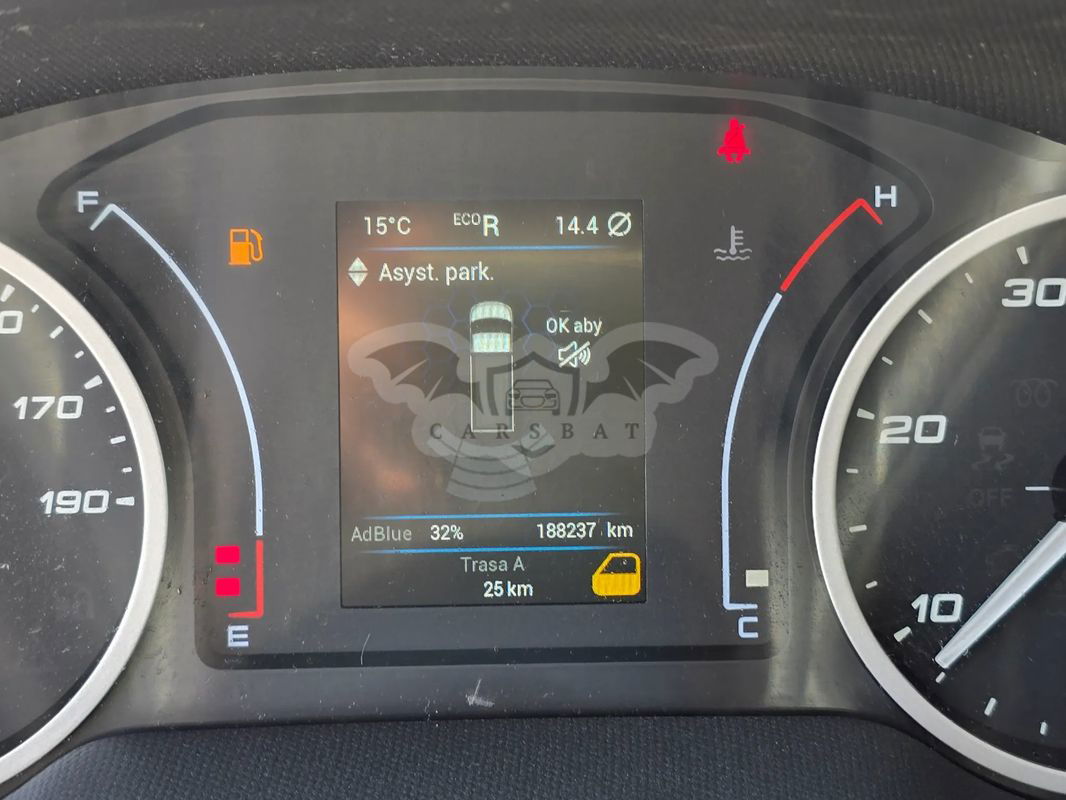 F
H
15°C ECO R 14.4 Ø
Asyst. park.
OK aby
CARSBAT
AdBlue 32% 188237 km
Trasa A
25 km
E
C
170
190
30
20
10
OFF